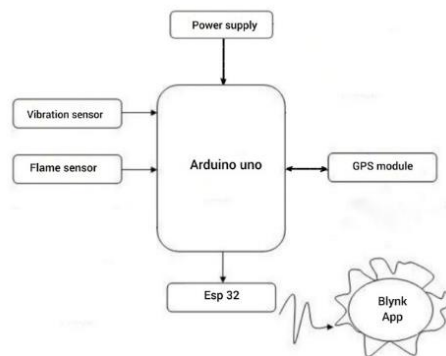 Power supply
Vibration sensor
Flame sensor
Arduino uno
GPS module
Esp 32
Blynk
App